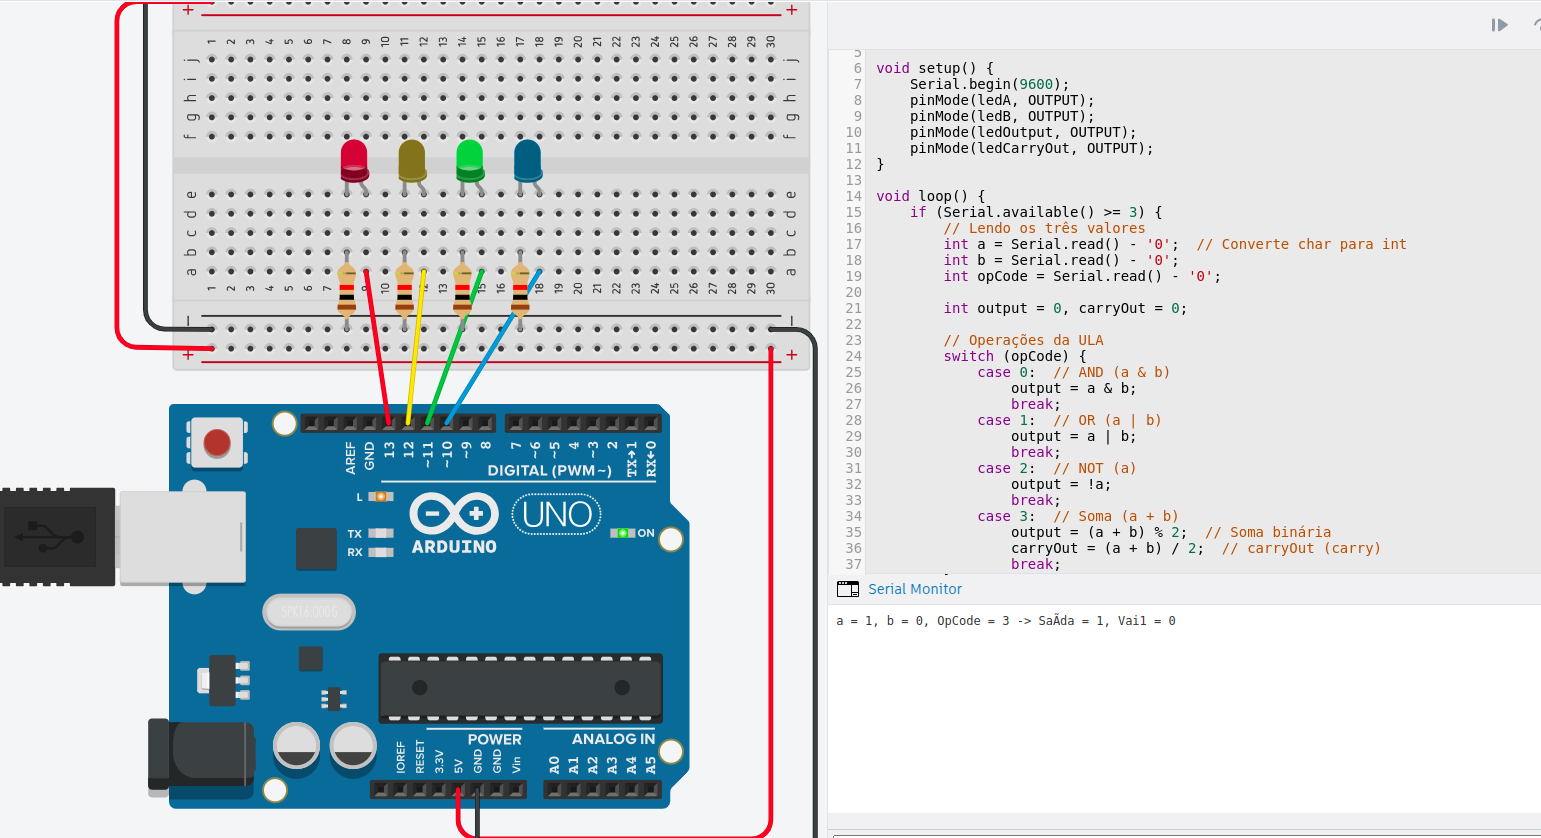 + +
1 2 3 4 5 6 7 8 9 10 11 12 13 14 15 16 17 18 19 20 21 22 23 24 25 26 27 28 29 30
j j
i i
h h
g g
f f
e e
d d
c c
b b
a a
1 2 3 4 5 6 7 8 9 10 11 12 13 14 15 16 17 18 19 20 21 22 23 24 25 26 27 28 29 30
+ +
AREF GND 13 12 ~11 ~10 ~9 8 7 ~6 ~5 4 ~3 2 TX→1 RX←0
DIGITAL (PWM~)
L
TX
RX
UNO
ARDUINO
ON
SPK16.000G
POWER ANALOG IN
IOREF RESET 3.3V 5V GND GND Vin A0 A1 A2 A3 A4 A5
5
6 void setup() {
7 Serial.begin(9600);
8 pinMode(ledA, OUTPUT);
9 pinMode(ledB, OUTPUT);
10 pinMode(ledOutput, OUTPUT);
11 pinMode(ledCarryOut, OUTPUT);
12 }
13
14 void loop() {
15 if (Serial.available() >= 3) {
16 // Lendo os três valores
17 int a = Serial.read() - '0'; // Converte char para int
18 int b = Serial.read() - '0';
19 int opCode = Serial.read() - '0';
20
21 int output = 0, carryOut = 0;
22
23 // Operações da ULA
24 switch (opCode) {
25 case 0: // AND (a & b)
26 output = a & b;
27 break;
28 case 1: // OR (a | b)
29 output = a | b;
30 break;
31 case 2: // NOT (a)
32 output = !a;
33 break;
34 case 3: // Soma (a + b)
35 output = (a + b) % 2; // Soma binária
36 carryOut = (a + b) / 2; // carryOut (carry)
37 break;
Serial Monitor
a = 1, b = 0, OpCode = 3 -> SaÃda = 1, Vai1 = 0